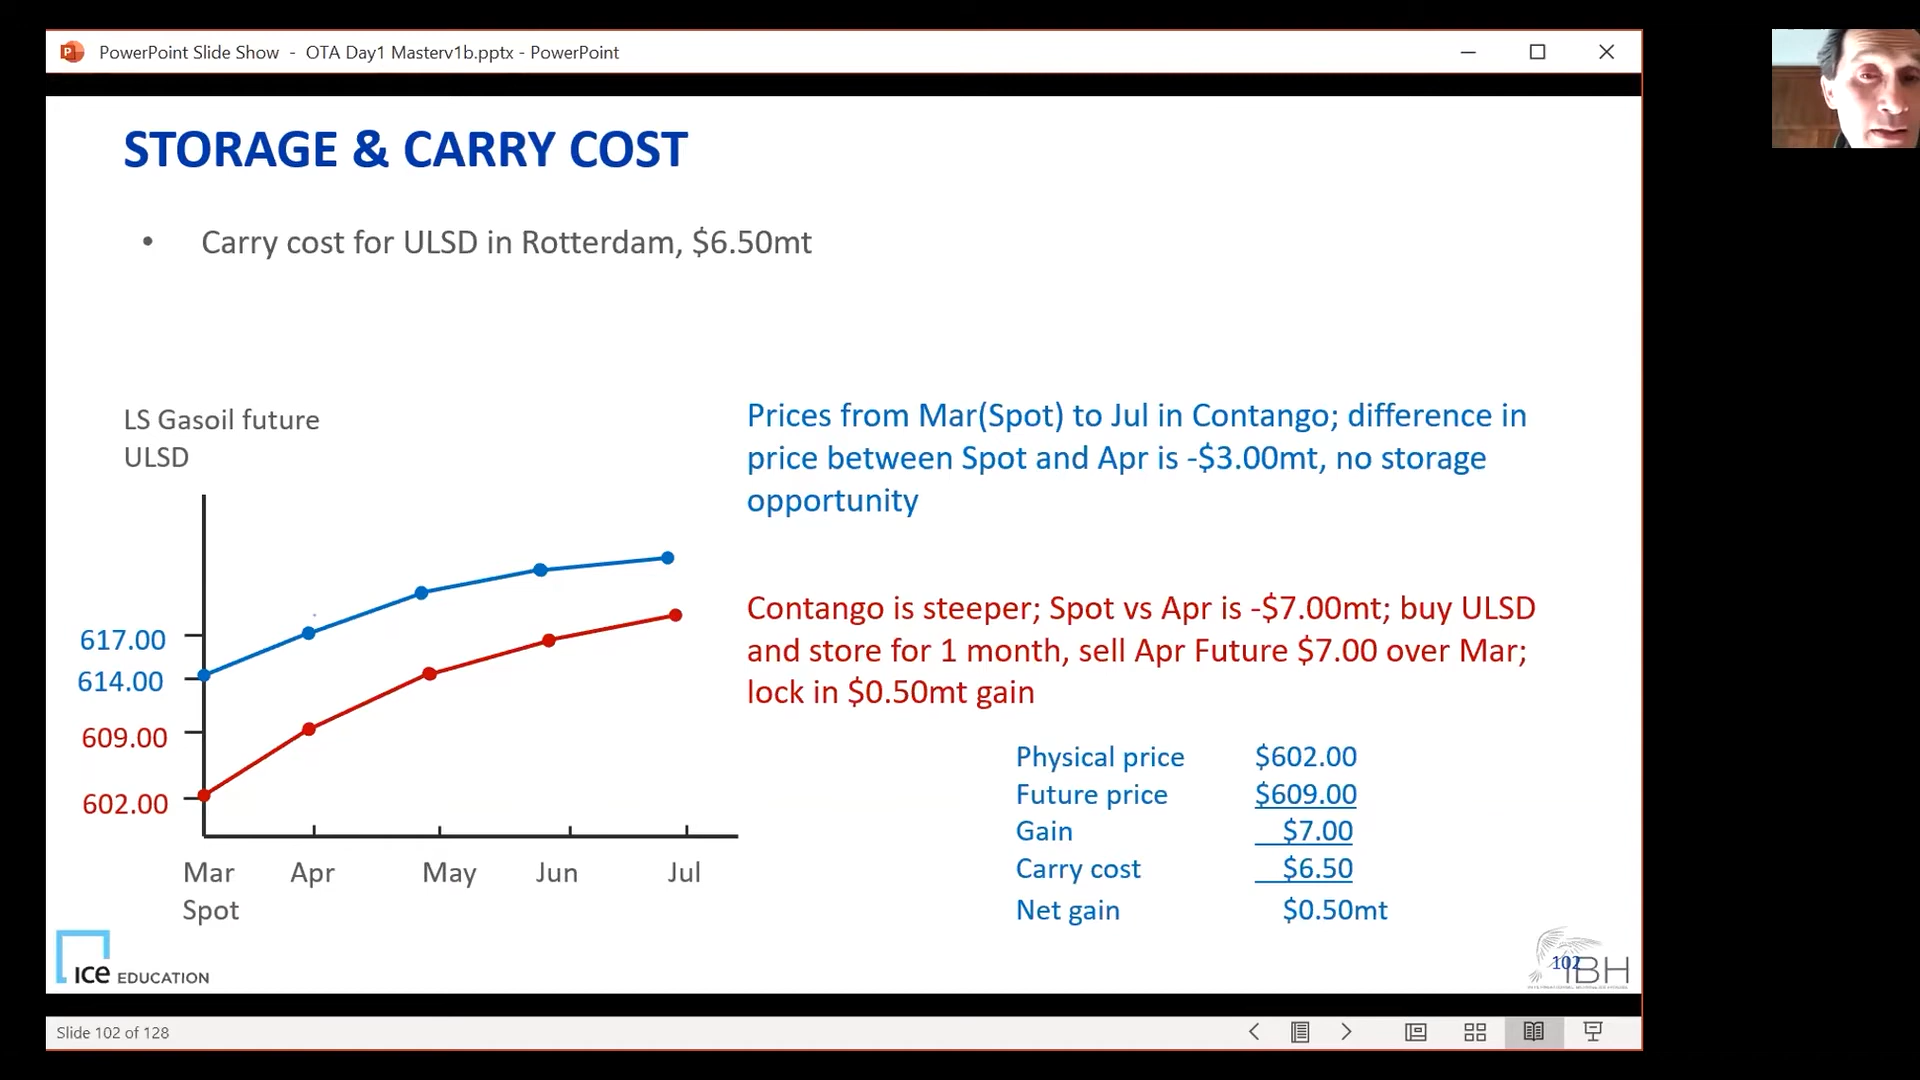 PowerPoint Slide Show - OTA Day1 Masterv1b.pptx - PowerPoint
STORAGE & CARRY COST
• Carry cost for ULSD in Rotterdam, $6.50mt
LS Gasoil future
ULSD
617.00
614.00
609.00
602.00
Mar
Spot
Apr
May
Jun
Jul
Prices from Mar(Spot) to Jul in Contango; difference in
price between Spot and Apr is -$3.00mt, no storage
opportunity
Contango is steeper; Spot vs Apr is -$7.00mt; buy ULSD
and store for 1 month, sell Apr Future $7.00 over Mar;
lock in $0.50mt gain
Physical price $602.00
Future price $609.00
Gain $7.00
Carry cost $6.50
Net gain $0.50mt
ice EDUCATION
102
IBH
Slide 102 of 128